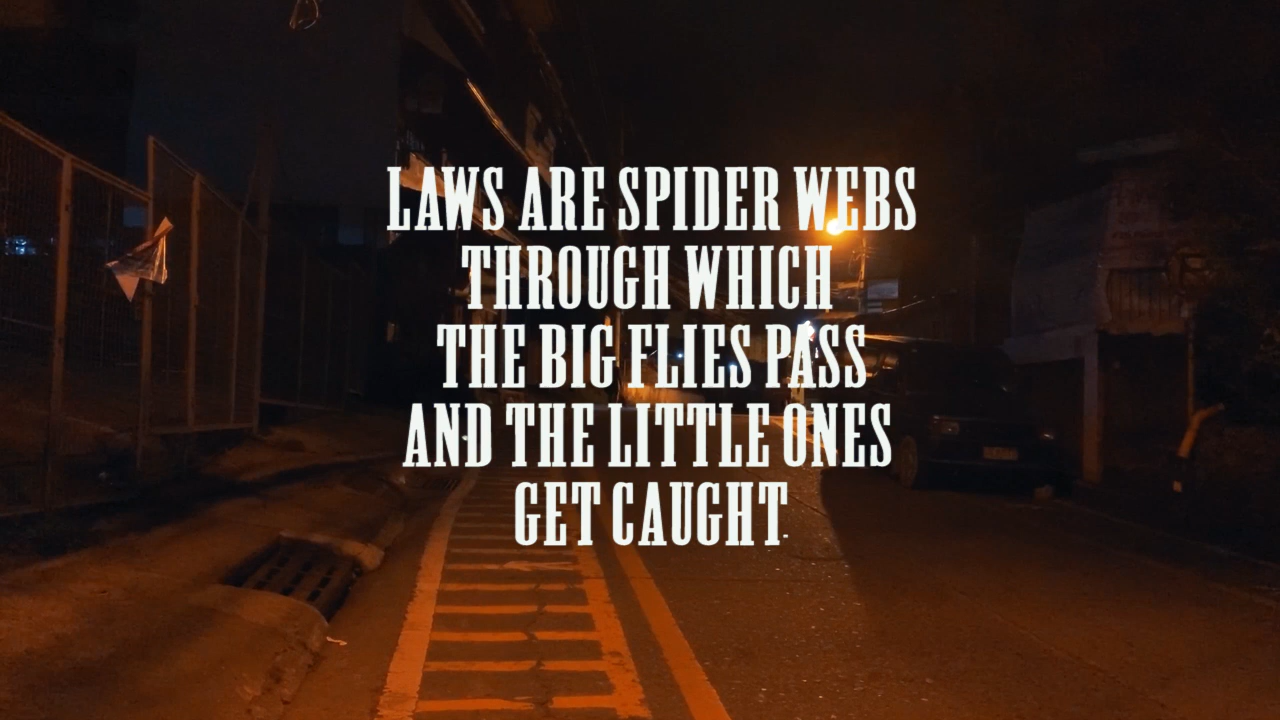 LAWS ARE SPIDER WEBS
THROUGH WHICH
THE BIG FLIES PASS
AND THE LITTLE ONES
GET CAUGHT